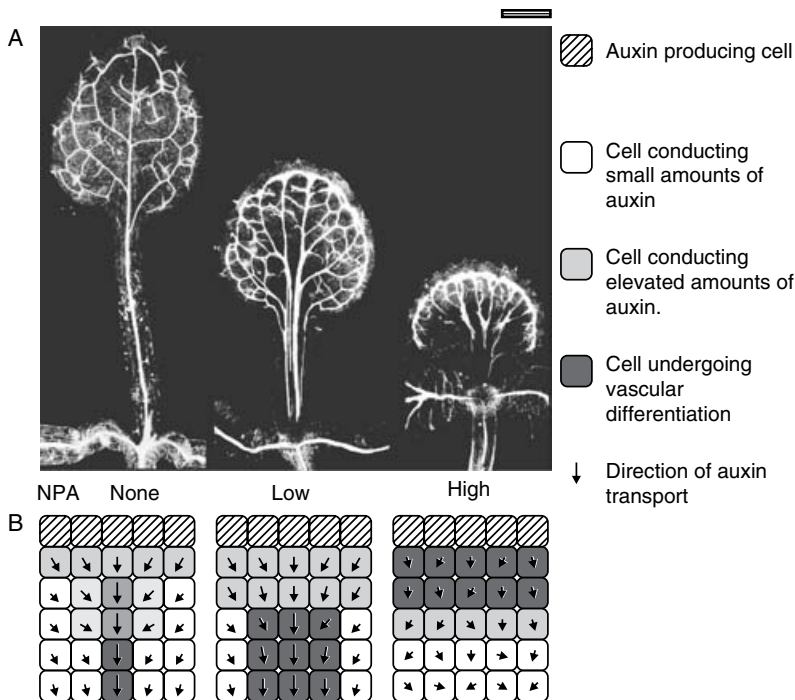 A
Auxin producing cell
Cell conducting
small amounts of
auxin
Cell conducting
elevated amounts of
auxin.
Cell undergoing
vascular
differentiation
Direction of auxin
transport
NPA None Low High
B